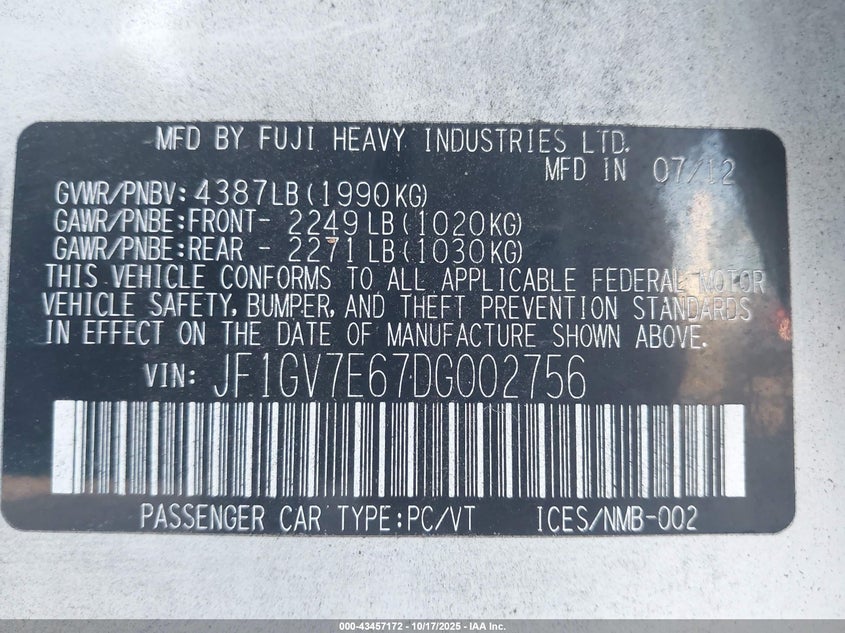 MFD BY FUJI HEAVY INDUSTRIES LTD.
MFD IN 07/12
GVWR/PNBV:4387LB(1990KG)
GAWR/PNBE:FRONT- 2249LB(1020KG)
GAWR/PNBE:REAR - 2271LB(1030KG)
THIS VEHICLE CONFORMS TO ALL APPLICABLE FEDERAL MOTOR
VEHICLE SAFETY, BUMPER, AND THEFT PREVENTION STANDARDS
IN EFFECT ON THE DATE OF MANUFACTURE SHOWN ABOVE.
VIN: JF1GV7E67DG002756
PASSENGER CAR TYPE:PC/VT ICES/NMB-002
000-43457172 - 10/17/2025 - IAA Inc.